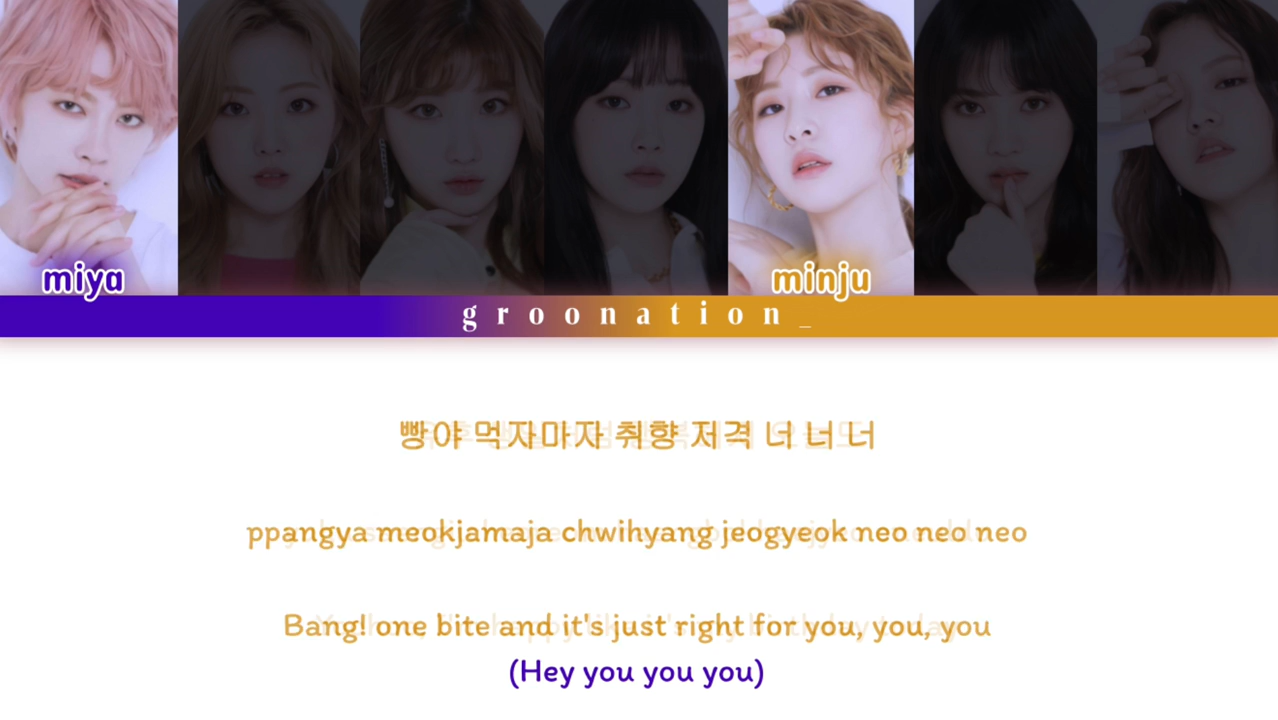 miya
minju
groonation_
빵야 먹자마자 취향 저격 너 너 너
ppangya meokjamaja chwihyang jeogyeok neo neo neo
Bang! one bite and it's just right for you, you, you
(Hey you you you)